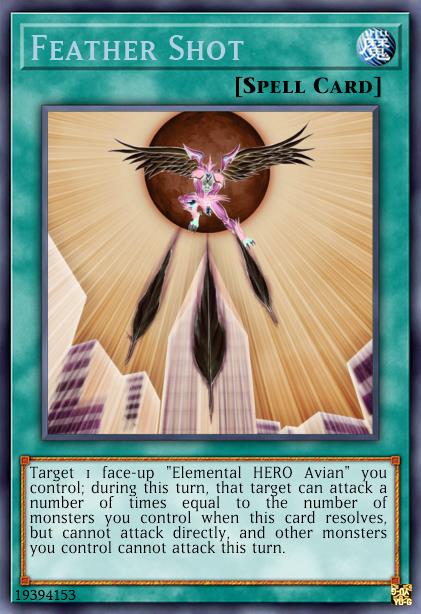 Feather Shot
魔
[Spell Card]
Target 1 face-up "Elemental HERO Avian" you
control; during this turn, that target can attack a
number of times equal to the number of
monsters you control when this card resolves,
but cannot attack directly, and other monsters
you control cannot attack this turn.
19394153